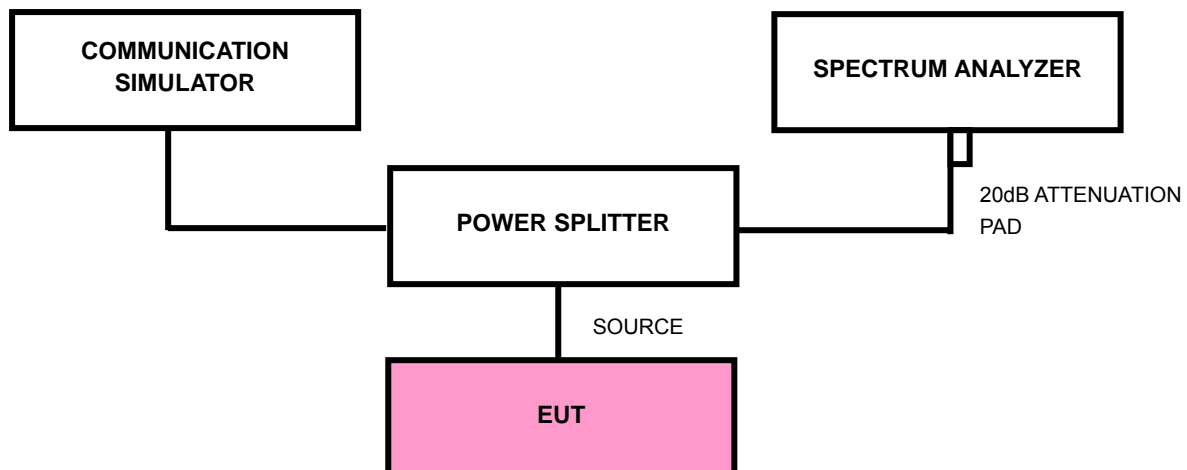 COMMUNICATION
SIMULATOR
SPECTRUM ANALYZER
20dB ATTENUATION
PAD
POWER SPLITTER
SOURCE
EUT